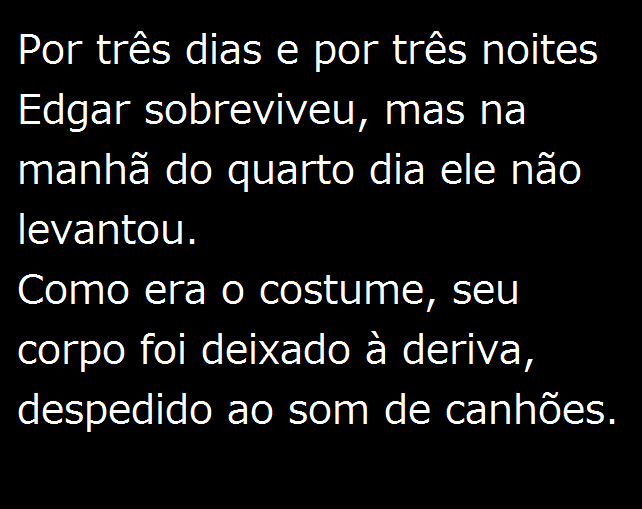 Por três dias e por três noites
Edgar sobreviveu, mas na
manhã do quarto dia ele não
levantou.
Como era o costume, seu
corpo foi deixado à deriva,
despedido ao som de canhões.